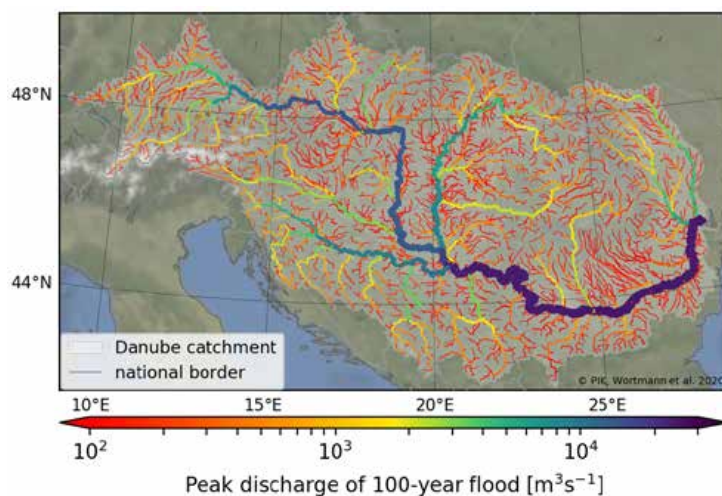 48°N
44°N
Danube catchment
national border
© PIK, Wortmann et al. 2020
10°E 15°E 20°E 25°E
10² 10³ 10⁴
Peak discharge of 100-year flood [m³s⁻¹]